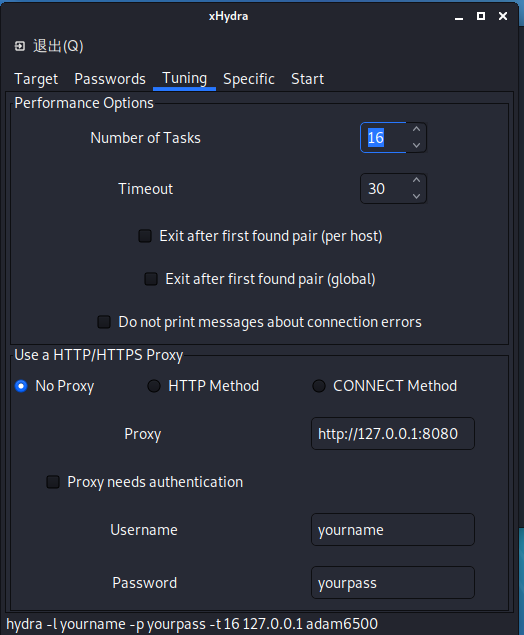 xHydra
退出(Q)
Target Passwords Tuning Specific Start
Performance Options
Number of Tasks 16
Timeout 30
Exit after first found pair (per host)
Exit after first found pair (global)
Do not print messages about connection errors
Use a HTTP/HTTPS Proxy
No Proxy HTTP Method CONNECT Method
Proxy http://127.0.0.1:8080
Proxy needs authentication
Username yourname
Password yourpass
hydra -l yourname -p yourpass -t 16 127.0.0.1 adam6500